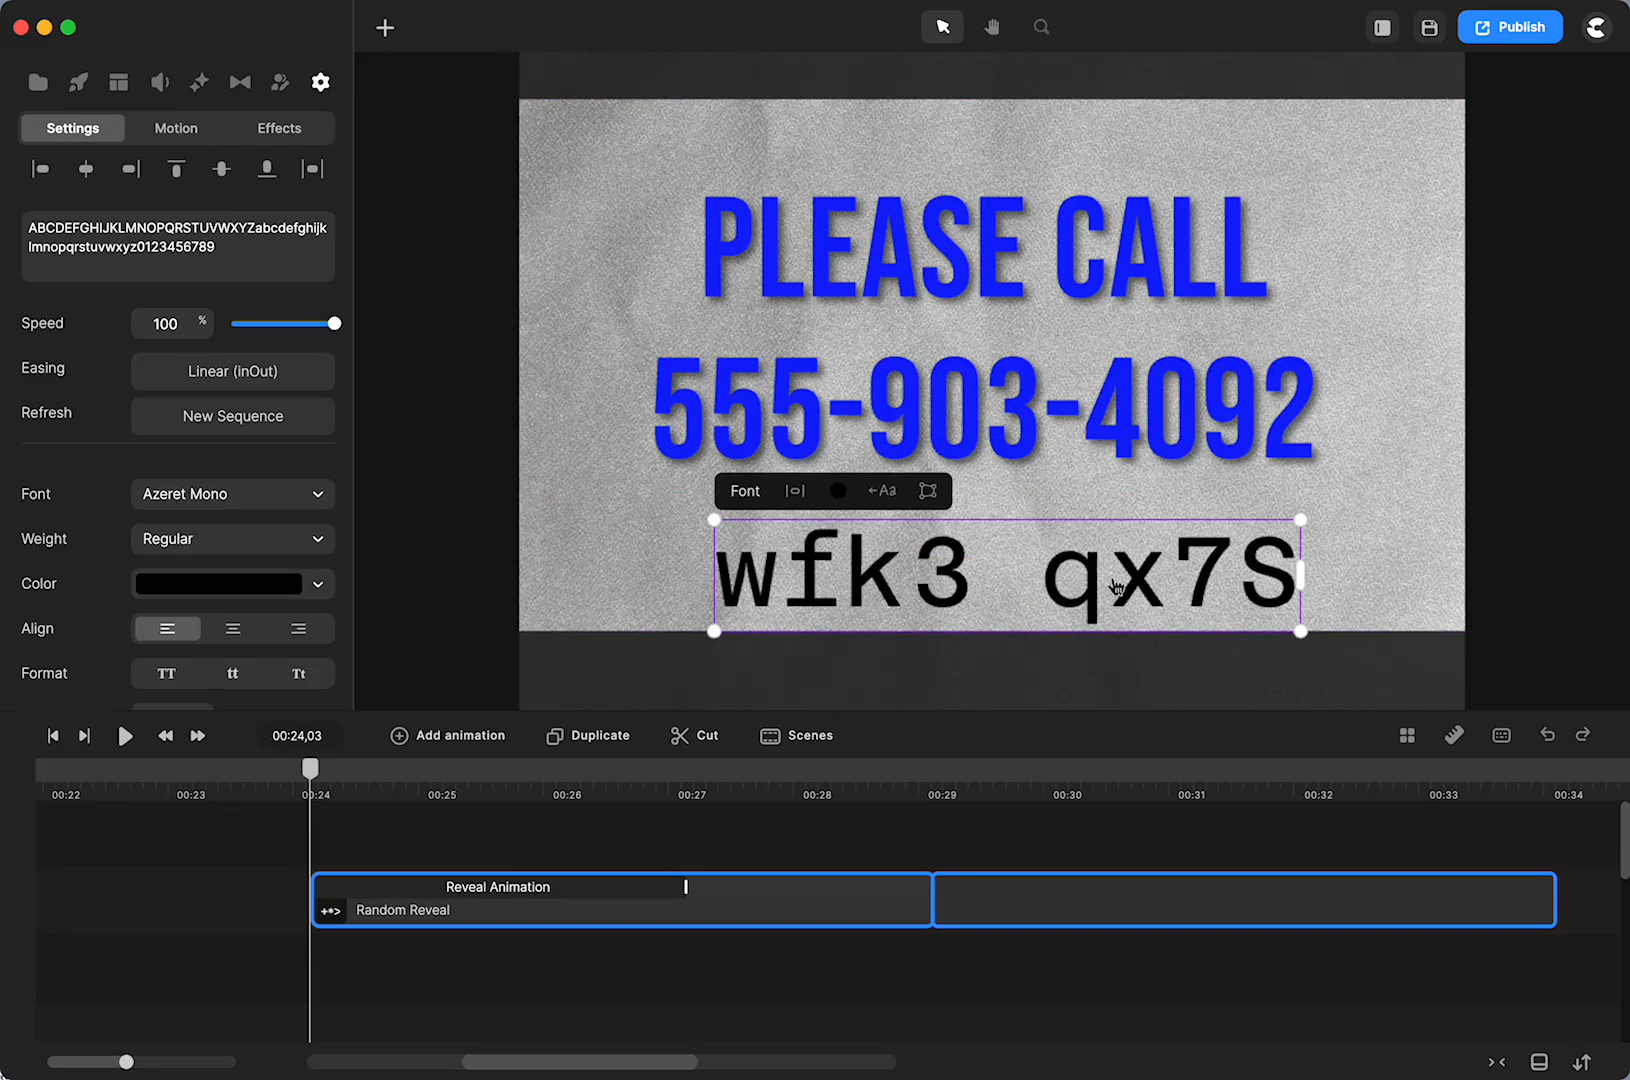 Publish
Settings Motion Effects
ABCDEFGHIJKLMNOPQRSTUVWXYZabcdefghijk
lmnopqrstuvwxyz0123456789
Speed 100 %
Easing Linear (inOut)
Refresh New Sequence
Font Azeret Mono
Weight Regular
Color
Align
Format TT tt Tt
PLEASE CALL
555-903-4092
Font ←Aa
wfk3 qx7S
00:24,03 Add animation Duplicate Cut Scenes
00:22 00:23 00:24 00:25 00:26 00:27 00:28 00:29 00:30 00:31 00:32 00:33 00:34
Reveal Animation
Random Reveal